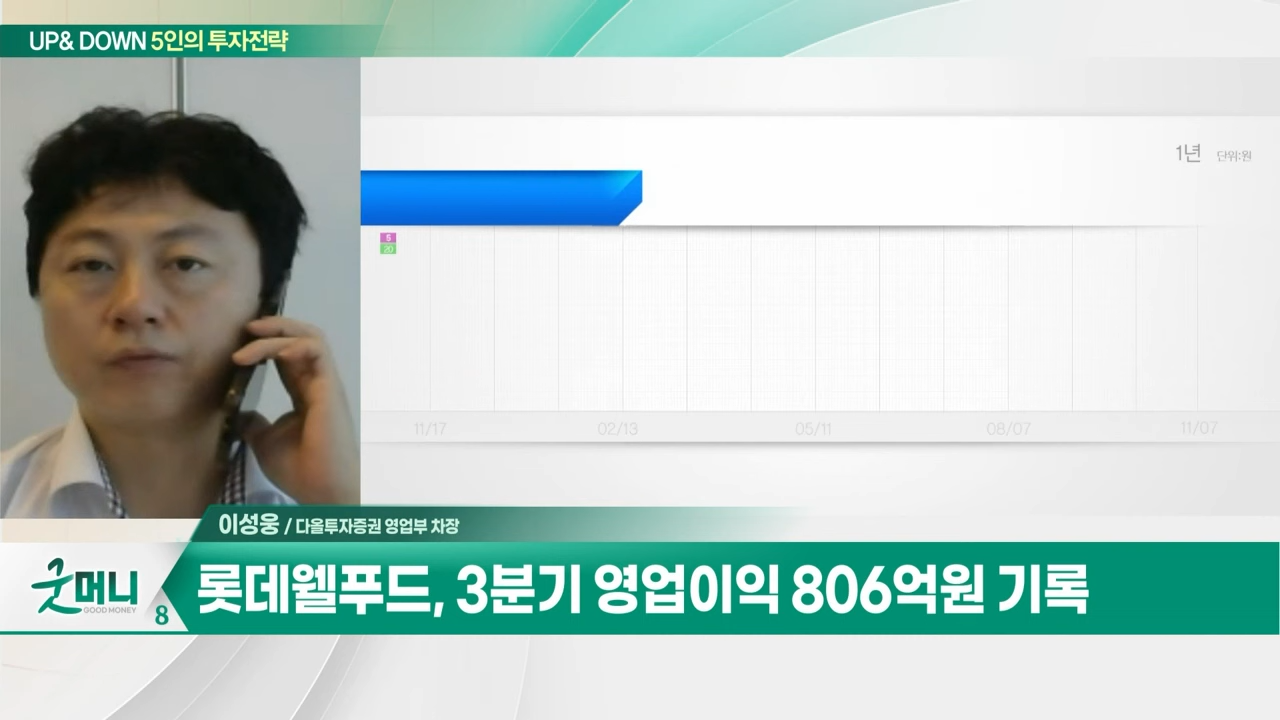 UP& DOWN 5인의 투자전략
1년 단위:원
5
20
11/17 02/13 05/11 08/07 11/07
이성웅 / 다올투자증권 영업부 차장
굿머니
GOOD MONEY
8
롯데웰푸드, 3분기 영업이익 806억원 기록